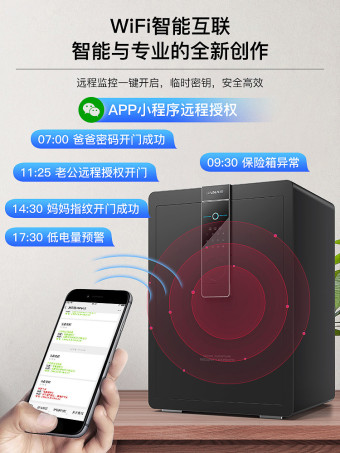 WiFi智能互联
智能与专业的全新创作
远程监控一键开启，临时密钥，安全高效
APP小程序远程授权
07:00 爸爸密码开门成功
09:30 保险箱异常
11:25 老公远程授权开门
14:30 妈妈指纹开门成功
17:30 低电量预警